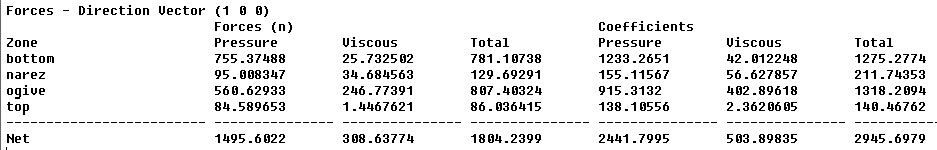 Forces - Direction Vector (1 0 0)
Forces (n) Coefficients
Zone Pressure Viscous Total Pressure Viscous Total
bottom 755.37488 25.732502 781.10738 1233.2651 42.012248 1275.2774
narez 95.008347 34.684563 129.69291 155.11567 56.627857 211.74353
ogive 560.62933 246.77391 807.40324 915.3132 402.89618 1318.2094
top 84.589653 1.4467621 86.036415 138.10556 2.3620605 140.46762
------------------------- --------------- --------------- --------------- --------------- --------------- ---------------
Net 1495.6022 308.63774 1804.2399 2441.7995 503.89835 2945.6979